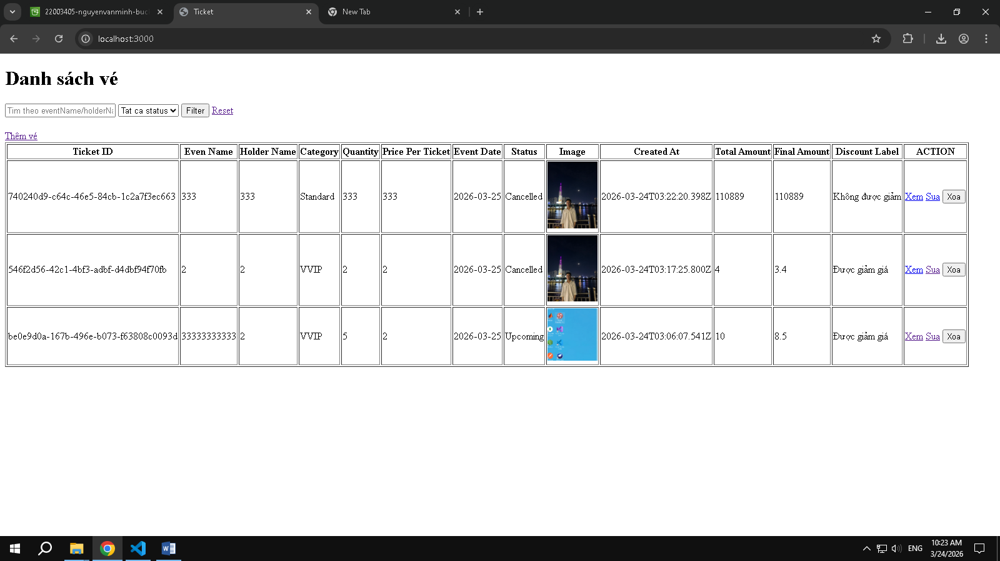 22003405-nguyenvanminh-buc
Ticket
New Tab
localhost:3000
Danh sách vé
Tim theo eventName/holderNa Tat ca status Filter Reset
Thêm vé
Ticket ID Even Name Holder Name Category Quantity Price Per Ticket Event Date Status Image Created At Total Amount Final Amount Discount Label ACTION
740240d9-c64c-46e5-84cb-1c2a7f3ec663 333 333 Standard 333 333 2026-03-25 Cancelled 2026-03-24T03:22:20.398Z 110889 110889 Không được giảm Xem Sua Xoa
546f2d56-42c1-4bf3-adbf-d4dbf94f70fb 2 2 VVIP 2 2 2026-03-25 Cancelled 2026-03-24T03:17:25.800Z 4 3.4 Được giảm giá Xem Sua Xoa
be0e9d0a-167b-496e-b073-f63808c0093d 33333333333 2 VVIP 5 2 2026-03-25 Upcoming 2026-03-24T03:06:07.541Z 10 8.5 Được giảm giá Xem Sua Xoa
ENG
10:23 AM
3/24/2026